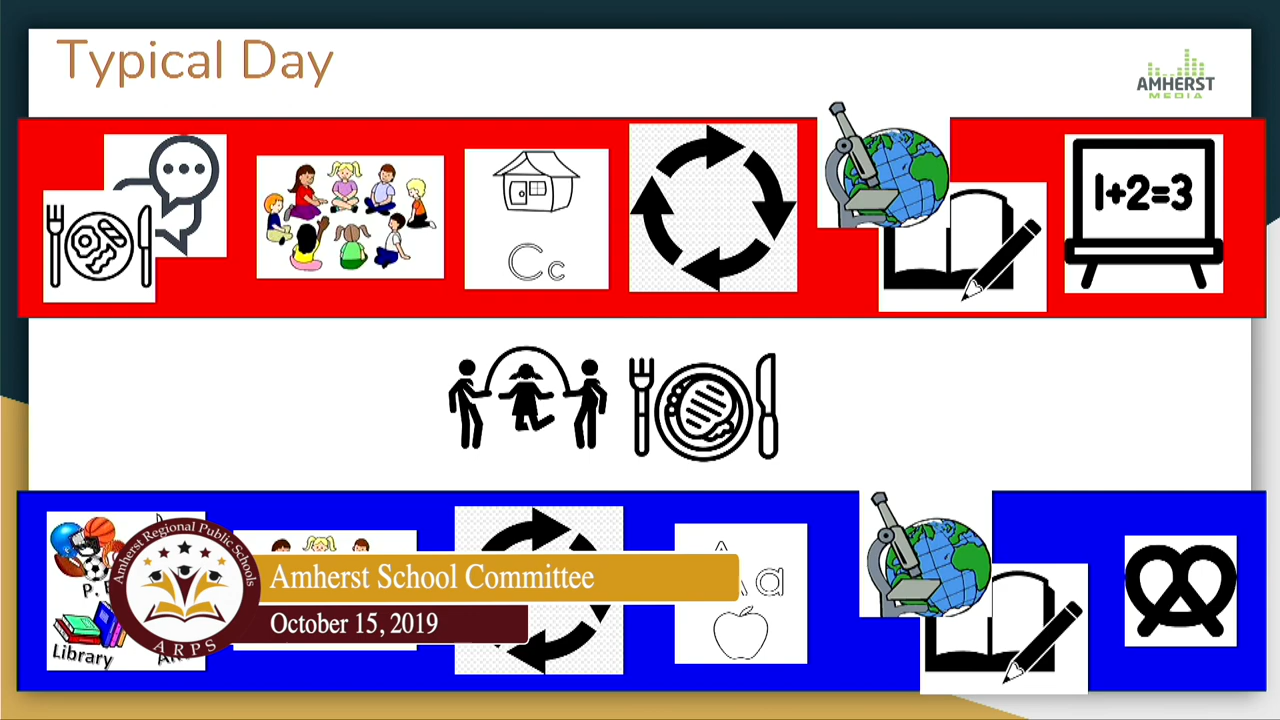 Typical Day
AMHERST
MEDIA
Cc
1+2=3
Amherst Regional Public Schools
ARPS
Amherst School Committee
October 15, 2019
P.
a
Library